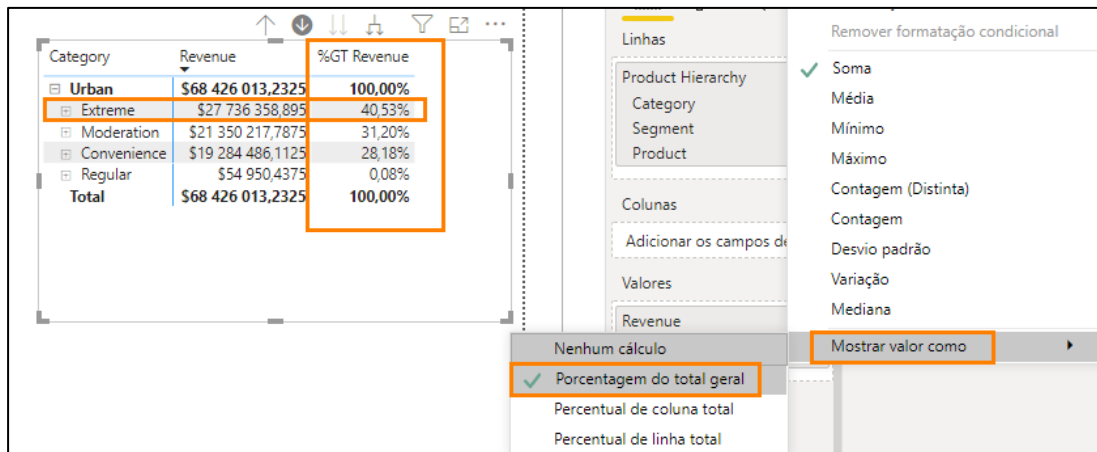 Category Revenue %GT Revenue
Urban $68 426 013,2325 100,00%
Extreme $27 736 358,895 40,53%
Moderation $21 350 217,7875 31,20%
Convenience $19 284 486,1125 28,18%
Regular $54 950,4375 0,08%
Total $68 426 013,2325 100,00%
Linhas
Product Hierarchy
Category
Segment
Product
Colunas
Adicionar os campos de
Valores
Revenue
Remover formatação condicional
Soma
Média
Mínimo
Máximo
Contagem (Distinta)
Contagem
Desvio padrão
Variação
Mediana
Mostrar valor como
Nenhum cálculo
Porcentagem do total geral
Percentual de coluna total
Percentual de linha total